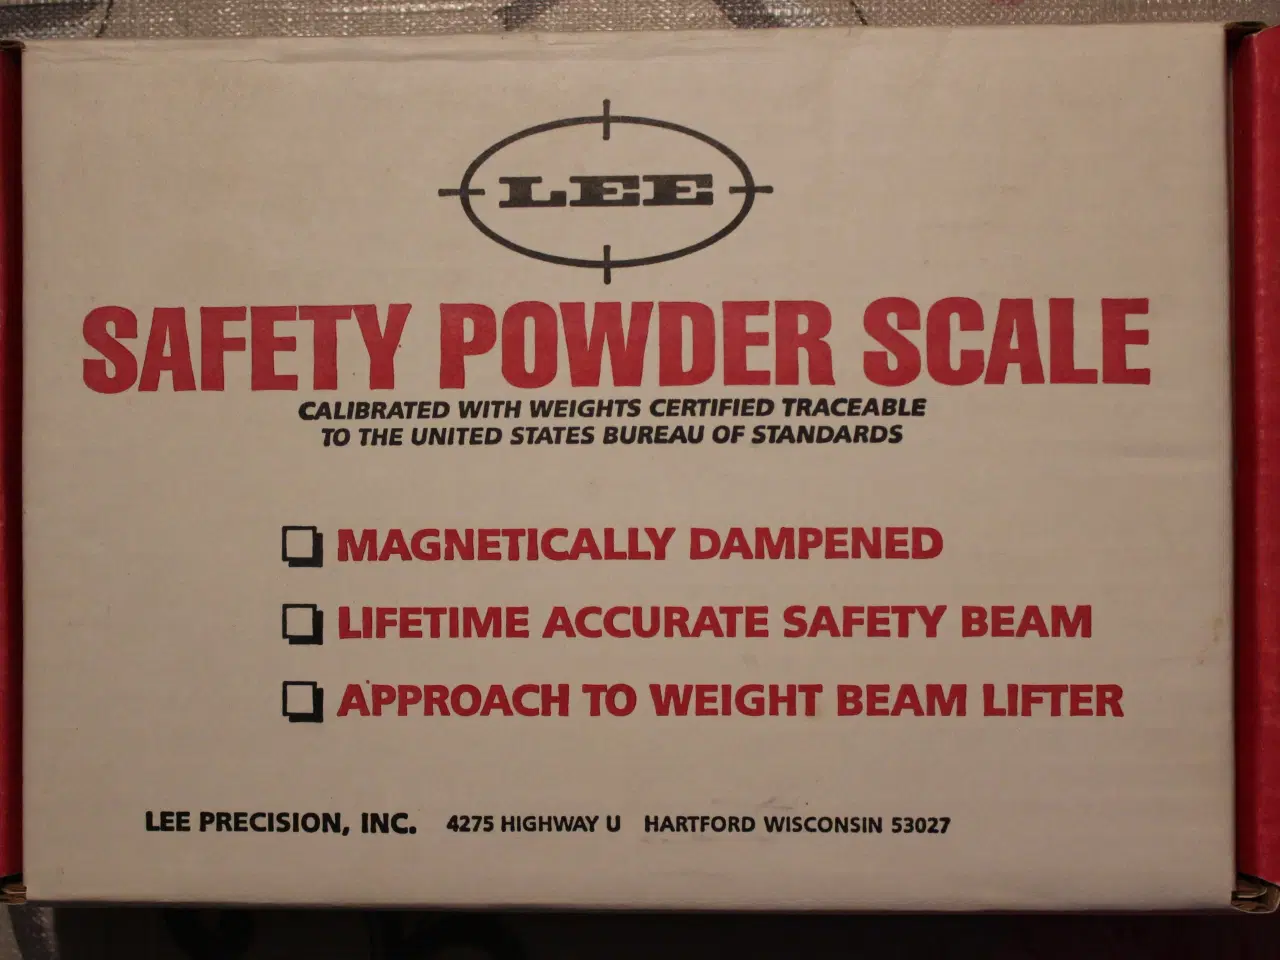 LEE
SAFETY POWDER SCALE
CALIBRATED WITH WEIGHTS CERTIFIED TRACEABLE
TO THE UNITED STATES BUREAU OF STANDARDS
MAGNETICALLY DAMPENED
LIFETIME ACCURATE SAFETY BEAM
APPROACH TO WEIGHT BEAM LIFTER
LEE PRECISION, INC. 4275 HIGHWAY U HARTFORD WISCONSIN 53027